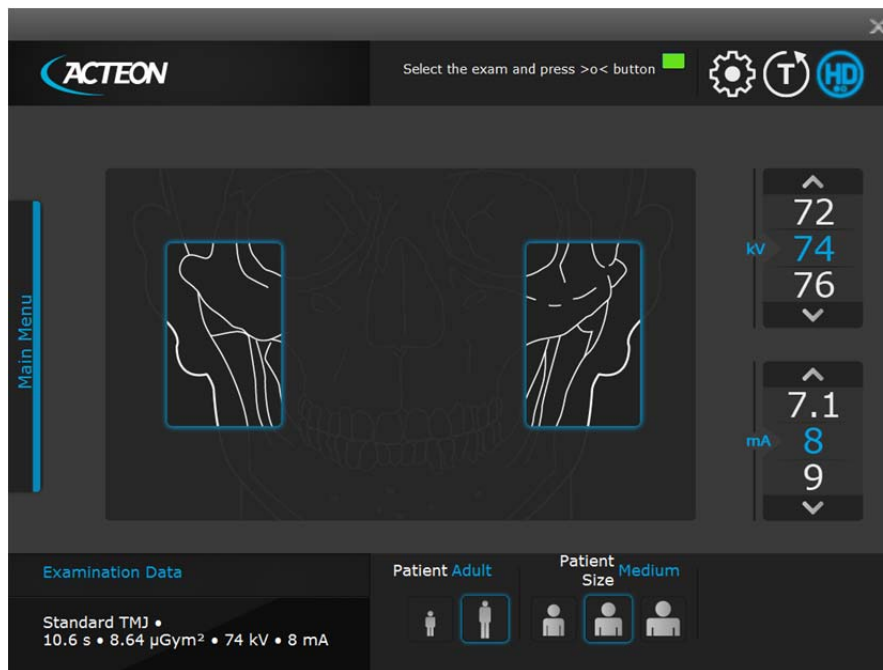 ACTEON
Select the exam and press >o< button
T
HD
Main Menu
72
kV 74
76
7.1
mA 8
9
Examination Data
Standard TMJ •
10.6 s • 8.64 µGym² • 74 kV • 8 mA
Patient Adult
Patient
Size Medium